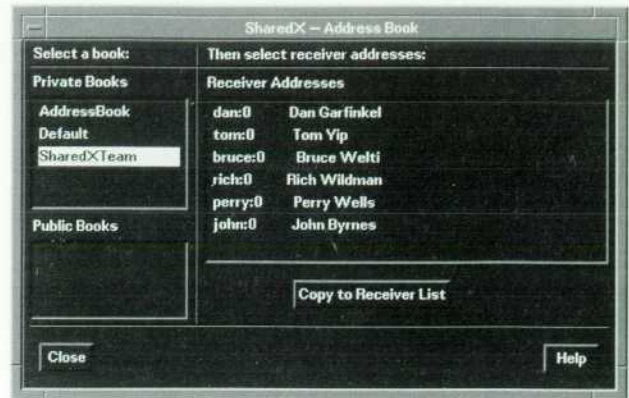 SharedX — Address Book
Select a book:
Then select receiver addresses:
Private Books
Receiver Addresses
AddressBook
Default
SharedXTeam
dan:0 Dan Garfinkel
tom:0 Tom Yip
bruce:0 Bruce Welti
rich:0 Rich Wildman
perry:0 Perry Wells
john:0 John Byrnes
Public Books
Copy to Receiver List
Close
Help